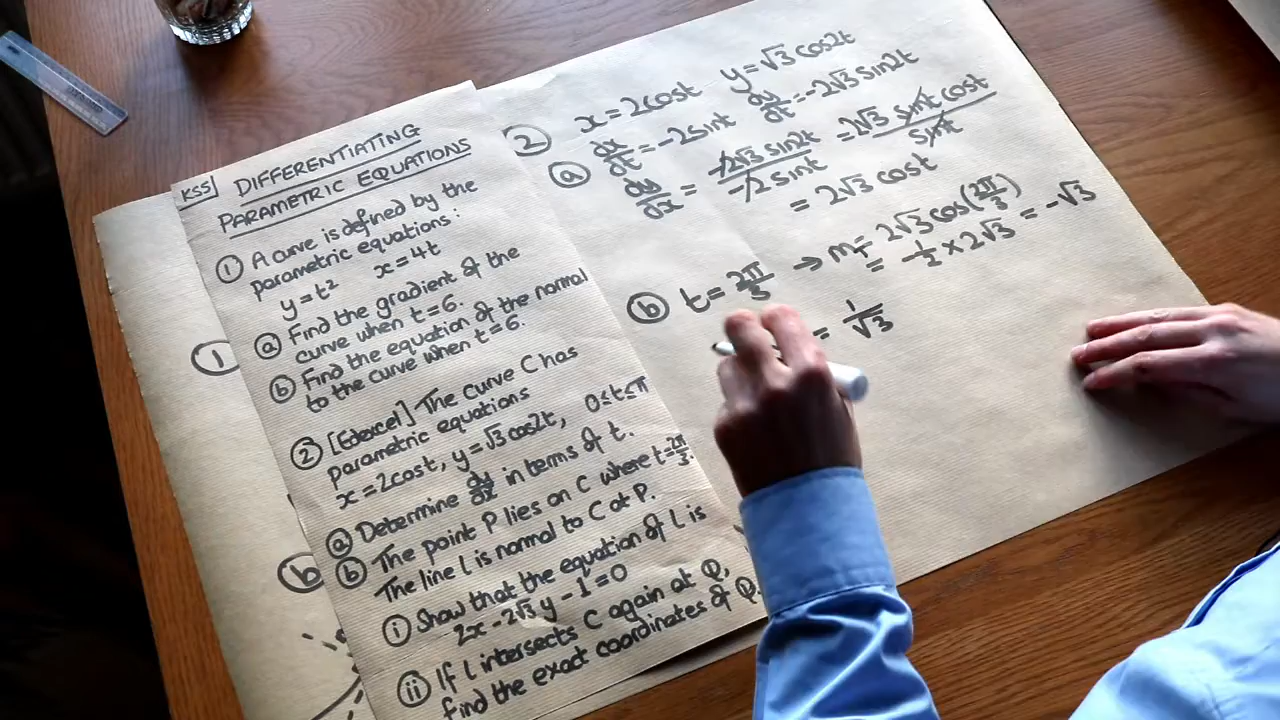 KS5
DIFFERENTIATING
PARAMETRIC EQUATIONS
① A curve is defined by the
parametric equations:
y = t² x = 4t
ⓐ Find the gradient of the
curve when t = 6.
ⓑ Find the equation of the normal
to the curve when t = 6.
② [Edexcel] The curve C has
parametric equations
x = 2cost, y = √3 cos2t, 0 ≤ t ≤ π
ⓐ Determine dy/dx in terms of t.
ⓑ The point P lies on C where t = 2π/3.
The line l is normal to C at P.
ⓘ Show that the equation of l is
2x - 2√3 y - 1 = 0
ⓘⓘ If l intersects C again at Q,
find the exact coordinates of Q.
①
ⓑ
② x = 2cost y = √3 cos2t
ⓐ dx/dt = -2sint dy/dt = -2√3 sin2t
dy/dx = -2√3 sin2t / -2sint = 2√3 sint cost / sint
= 2√3 cost
ⓑ t = 2π/3 → m_T = 2√3 cos(2π/3)
= -1/2 × 2√3 = -√3
= 1/√3